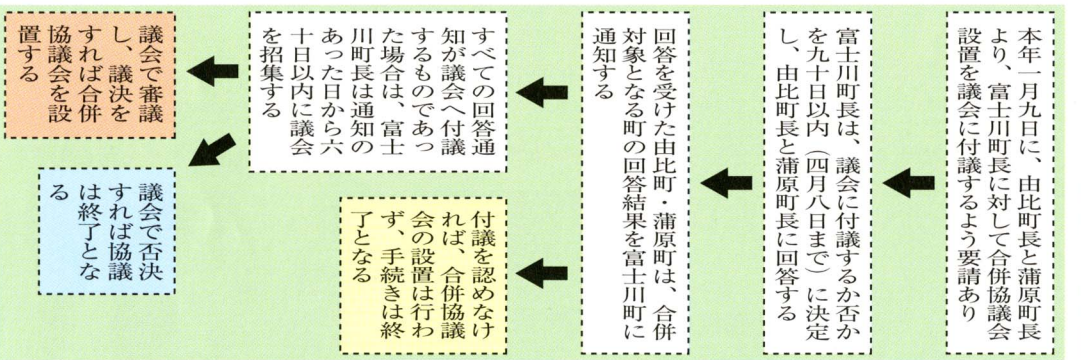 本年一月九日に、由比町長と蒲原町長
より、富士川町長に対して合併協議会
設置を議会に付議するよう要請あり
富士川町長は、議会に付議するか否か
を九十日以内（四月八日まで）に決定
し、由比町長と蒲原町長に回答する
回答を受けた由比町・蒲原町は、合併
対象となる町の回答結果を富士川町に
通知する
すべての回答通
知が議会へ付議
するものであっ
た場合は、富士
川町長は通知の
あった日から六
十日以内に議会
を招集する
付議を認めなけ
れば、合併協議
会の設置は行わ
ず、手続きは終
了となる
議会で審議
し、議決を
すれば合併
協議会を設
置する
議会で否決
すれば協議
は終了とな
る